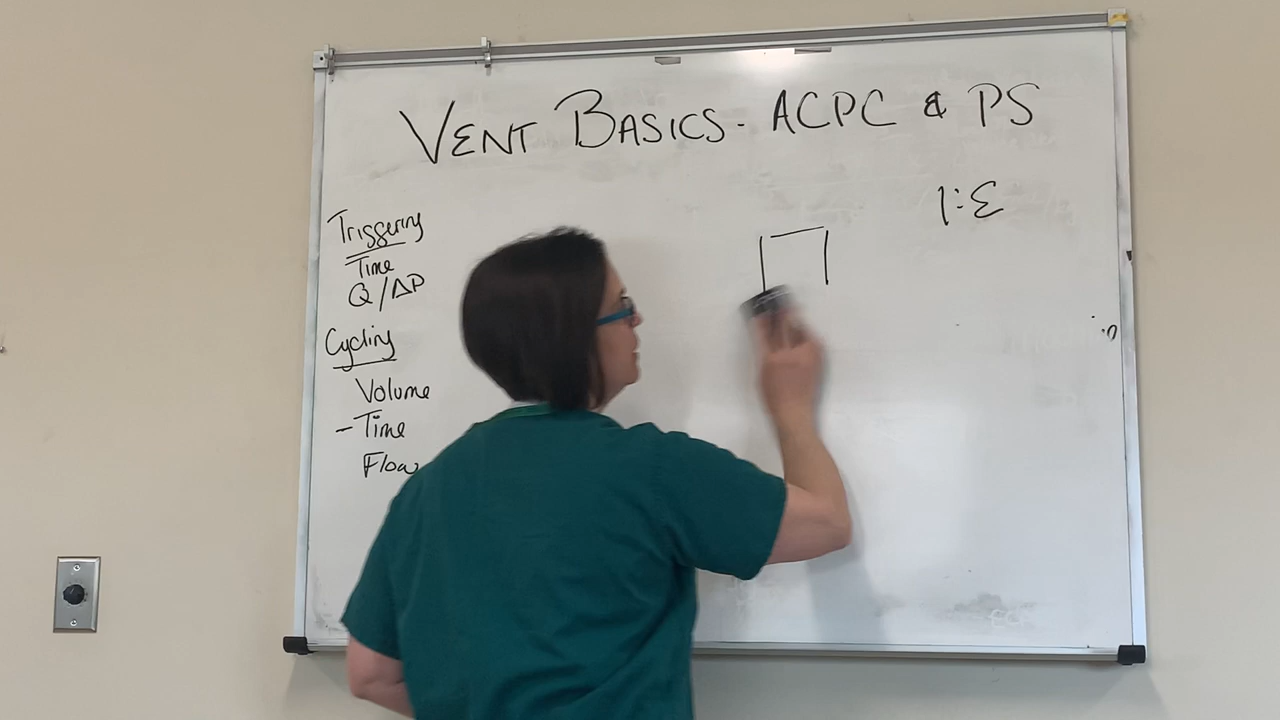 VENT BASICS - ACPC & PS
I:E
Triggering
Time
Q/ΔP
Cycling
Volume
- Time
Flow